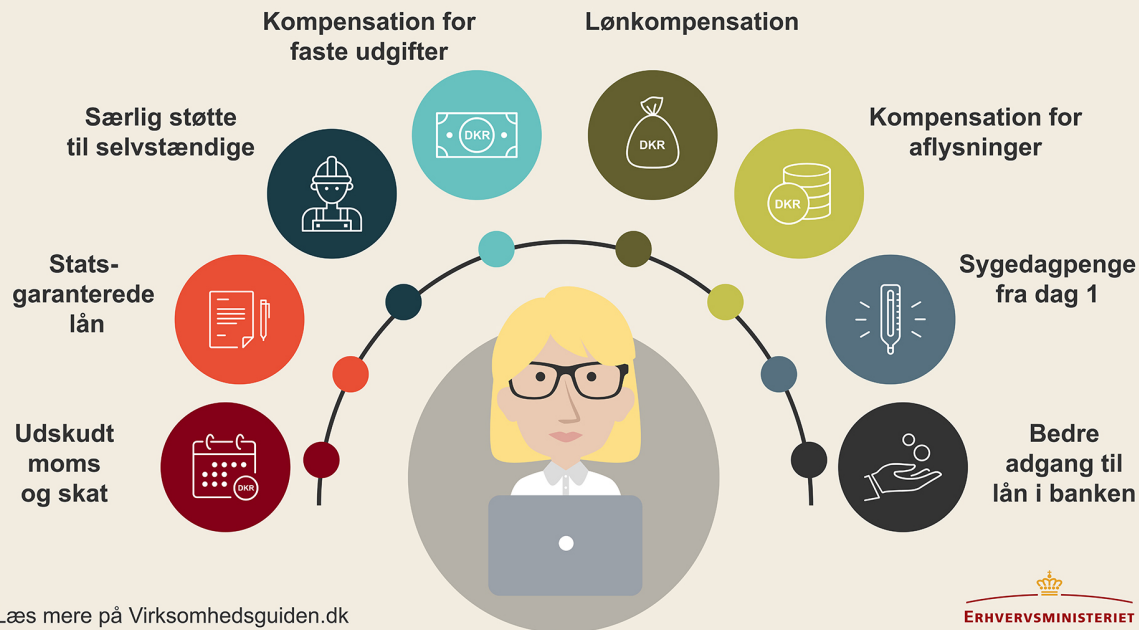 Kompensation for
faste udgifter
Lønkompensation
Særlig støtte
til selvstændige
Kompensation for
aflysninger
Stats-
garanterede
lån
Sygedagpenge
fra dag 1
Udskudt
moms
og skat
Bedre
adgang til
lån i banken
DKR
DKR
DKR
DKR
Læs mere på Virksomhedsguiden.dk
ERHVERVSMINISTERIET